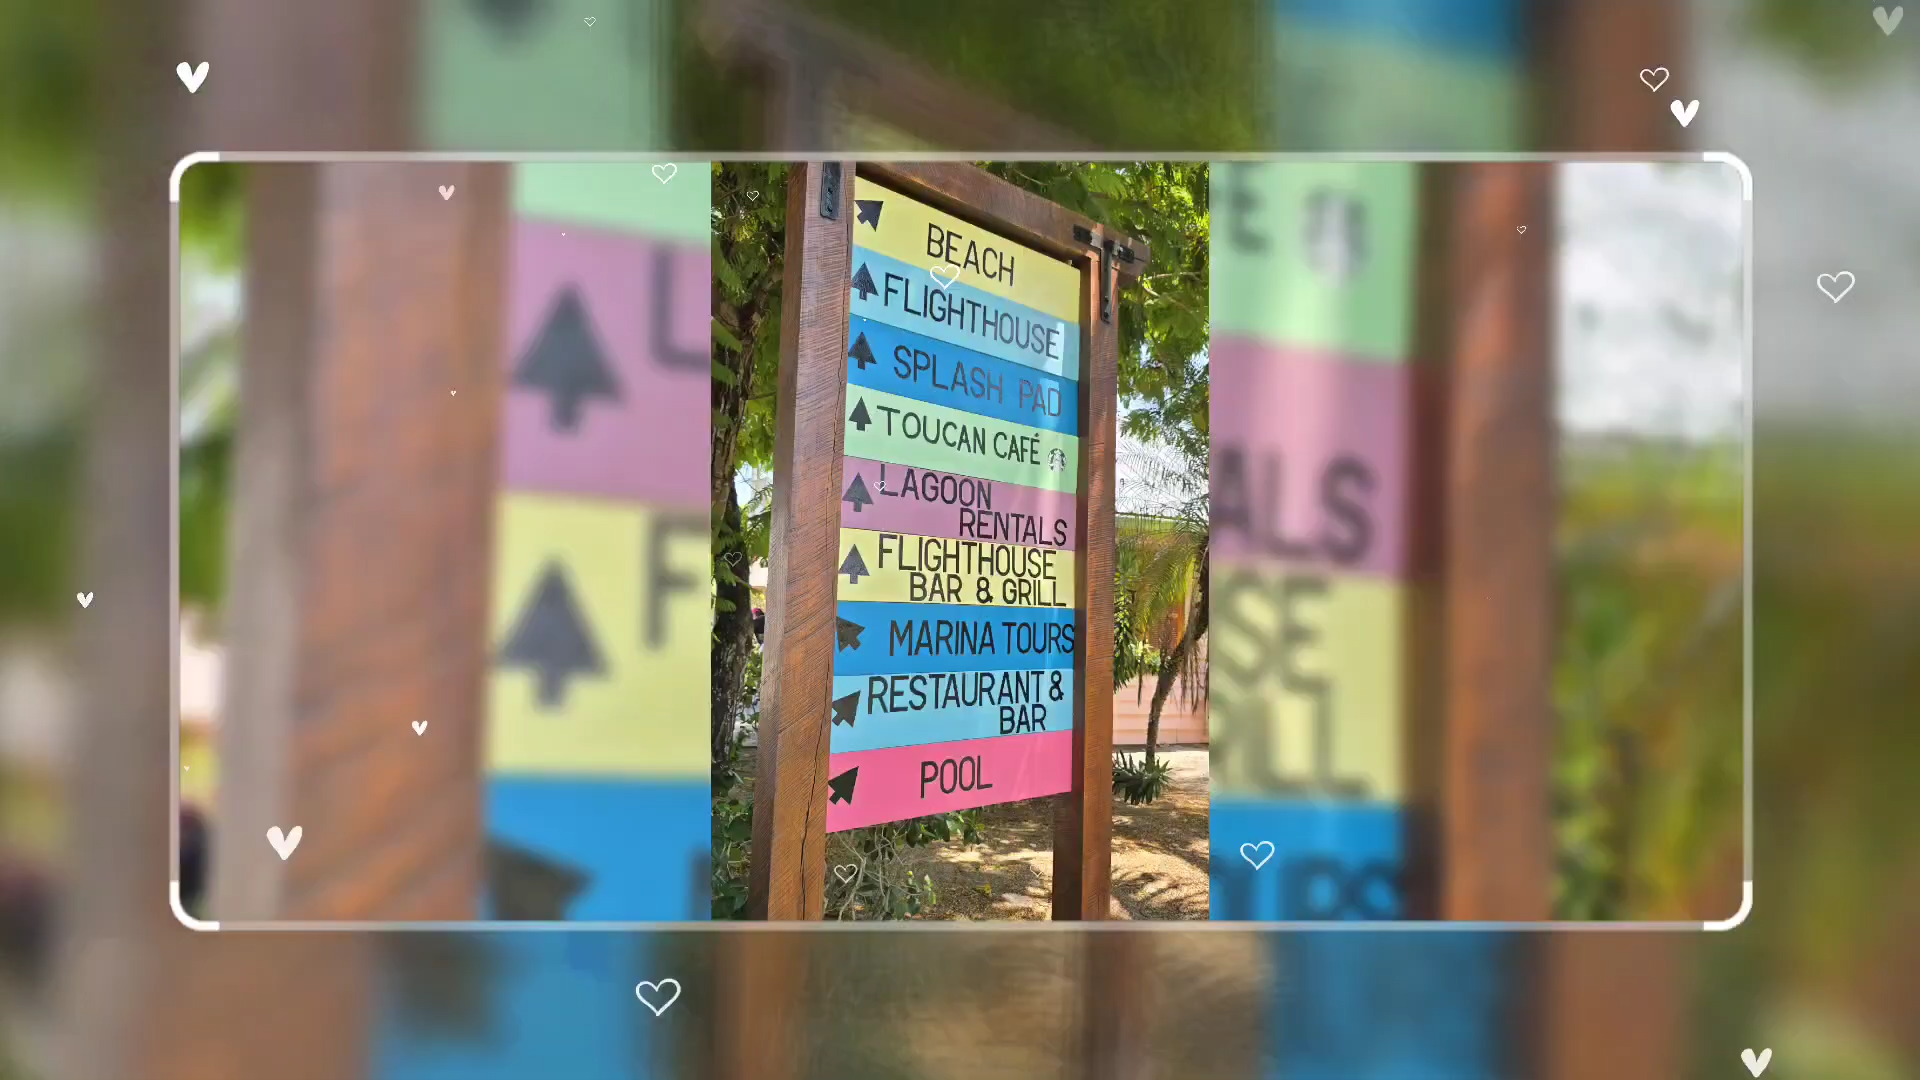 BEACH
FLIGHTHOUSE
SPLASH PAD
TOUCAN CAFÉ
LAGOON
RENTALS
FLIGHTHOUSE
BAR & GRILL
MARINA TOURS
RESTAURANT &
BAR
POOL